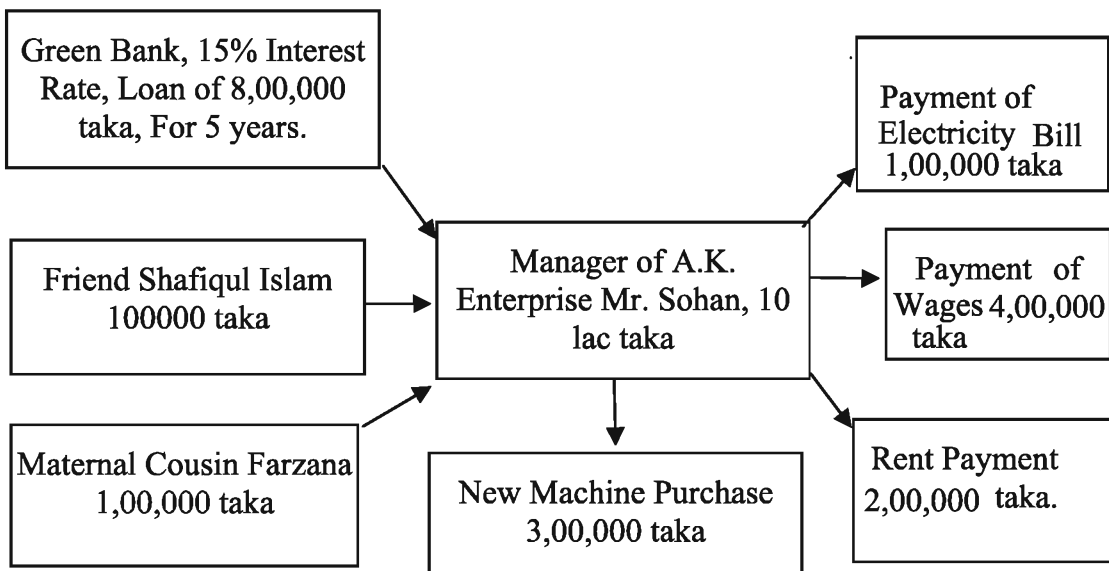 Green Bank, 15% Interest
Rate, Loan of 8,00,000
taka, For 5 years.
Payment of
Electricity Bill
1,00,000 taka
Friend Shafiqul Islam
100000 taka
Manager of A.K.
Enterprise Mr. Sohan, 10
lac taka
Payment of
Wages 4,00,000
taka
Maternal Cousin Farzana
1,00,000 taka
New Machine Purchase
3,00,000 taka
Rent Payment
2,00,000 taka.